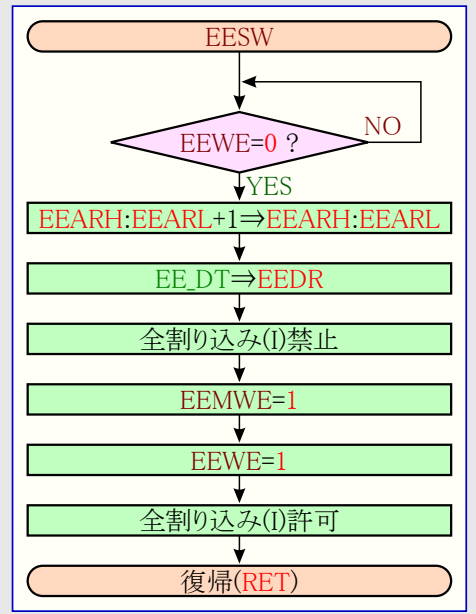 EESW
EEWE=0 ?
NO
YES
EEARH:EEARL+1⇒EEARH:EEARL
EE_DT⇒EEDR
全割り込み(I)禁止
EEMWE=1
EEWE=1
全割り込み(I)許可
復帰(RET)